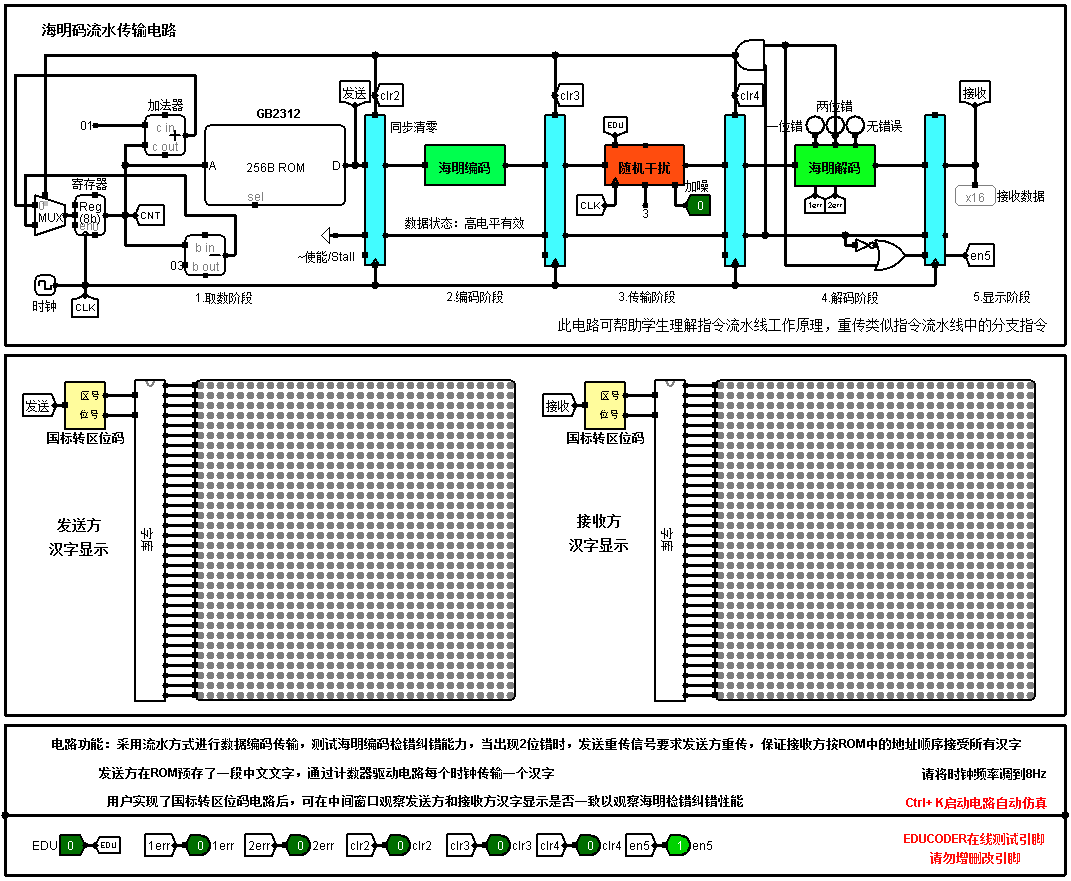 海明码流水传输电路
加法器
01
c in
+
c out
GB2312
A
256B ROM
D
sel
发送
clr2
同步清零
clr3
EDU
clr4
两位错
一位错
无错误
接收
海明编码
随机干扰
海明解码
加噪
CLK
3
0
1err
2err
x16
接收数据
寄存器
MUX
Reg
(8b)
CNT
数据状态：高电平有效
~使能/Stall
b in
b out
03
en5
时钟
CLK
1.取数阶段
2.编码阶段
3.传输阶段
4.解码阶段
5.显示阶段
此电路可帮助学生理解指令流水线工作原理，重传类似指令流水线中的分支指令
发送
区号
位号
国标转区位码
发送方
汉字显示
字库
接收
区号
位号
国标转区位码
接收方
汉字显示
字库
电路功能：采用流水方式进行数据编码传输，测试海明编码检错纠错能力，当出现2位错时，发送重传信号要求发送方重传，保证接收方按ROM中的地址顺序接受所有汉字
发送方在ROM预存了一段中文文字，通过计数器驱动电路每个时钟传输一个汉字
请将时钟频率调到8Hz
用户实现了国标转区位码电路后，可在中间窗口观察发送方和接收方汉字显示是否一致以观察海明检错纠错性能
Ctrl+ K启动电路自动仿真
EDU 0 EDU
1err 0 1err
2err 0 2err
clr2 0 clr2
clr3 0 clr3
clr4 0 clr4
en5 1 en5
EDUCODER在线测试引脚
请勿增删改引脚